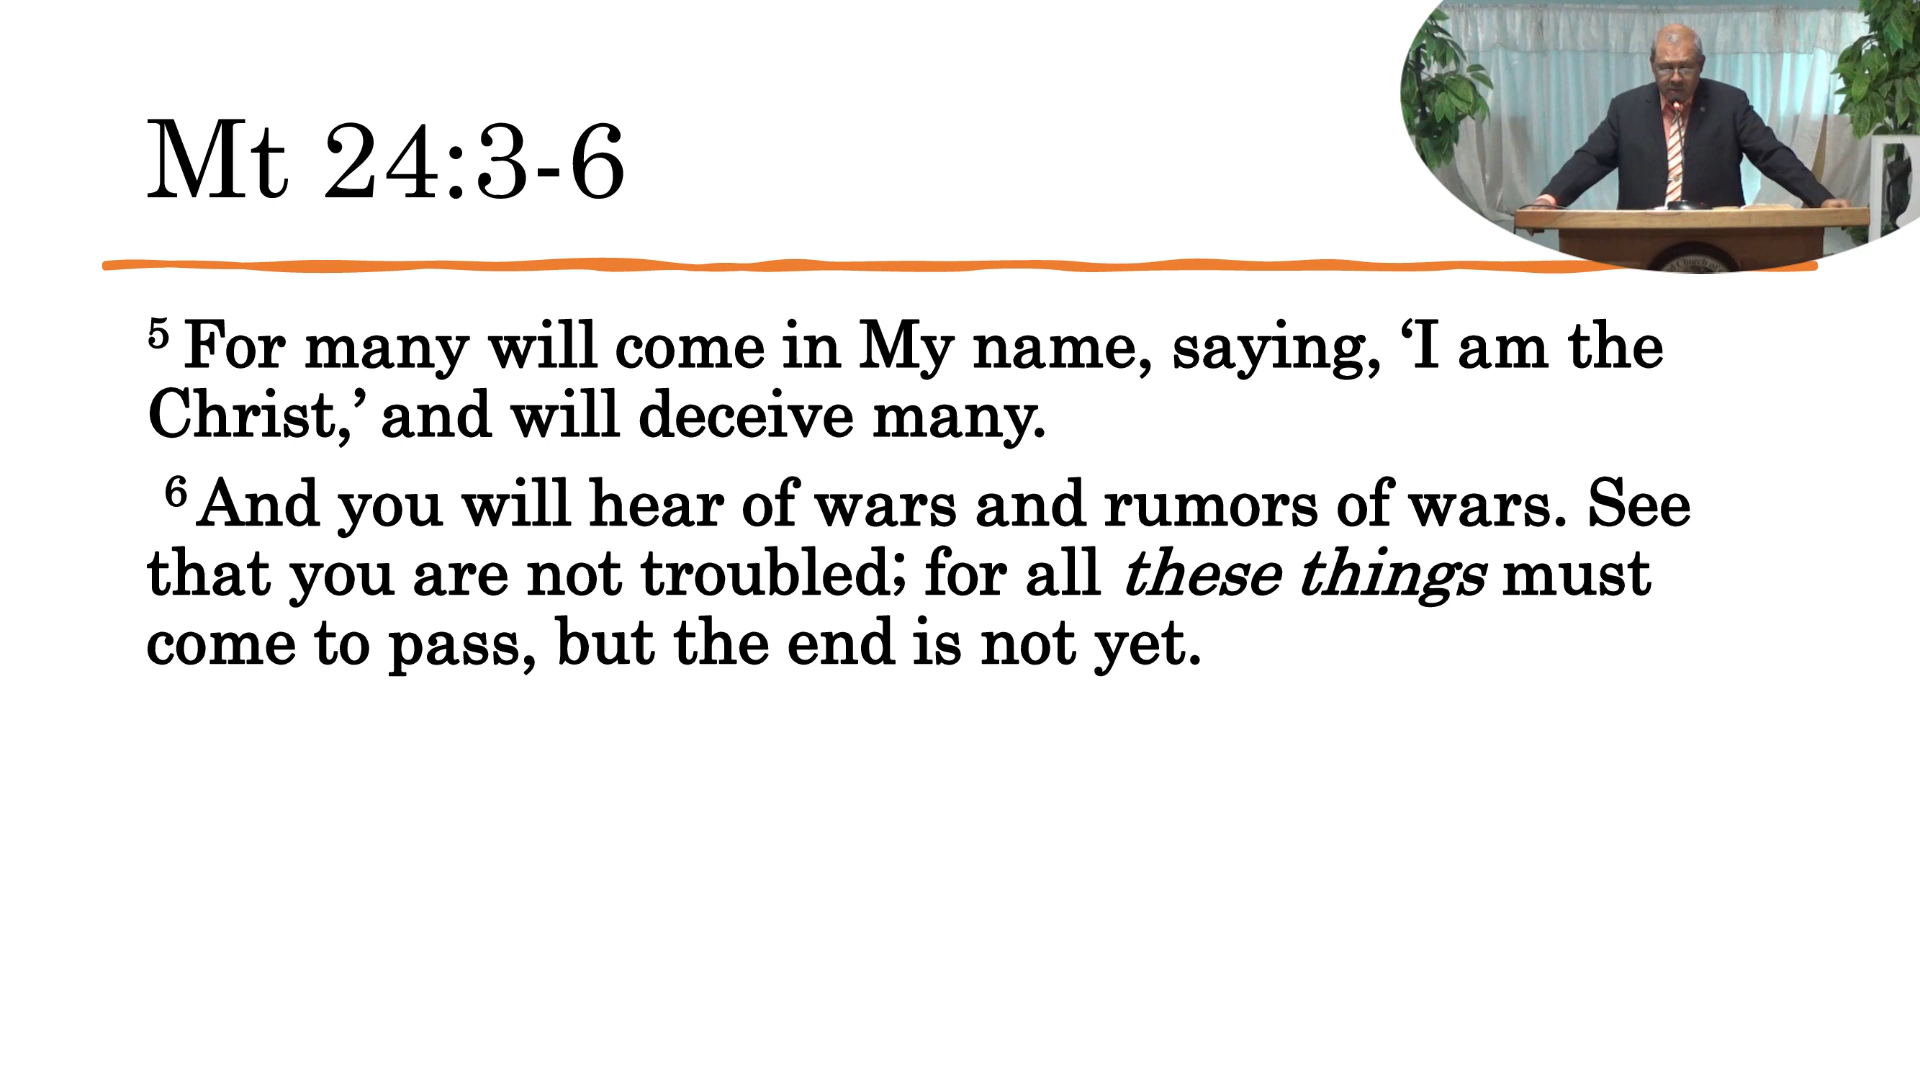 Mt 24:3-6
5 For many will come in My name, saying, ‘I am the
Christ,’ and will deceive many.
6 And you will hear of wars and rumors of wars. See
that you are not troubled; for all these things must
come to pass, but the end is not yet.
Church of